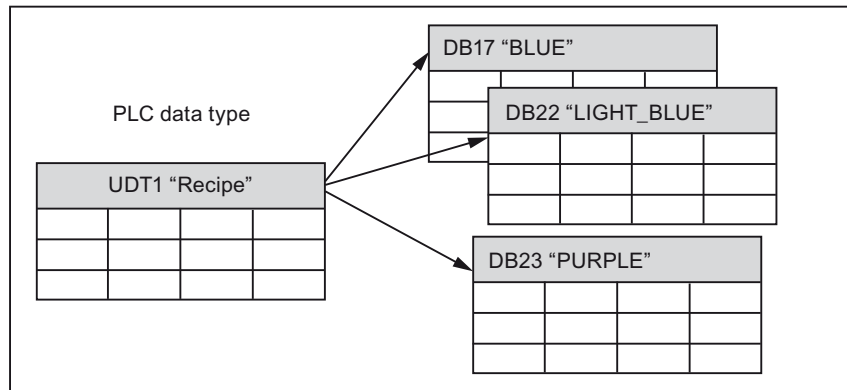 DB17 “BLUE”
PLC data type
DB22 “LIGHT_BLUE”
UDT1 “Recipe”
DB23 “PURPLE”